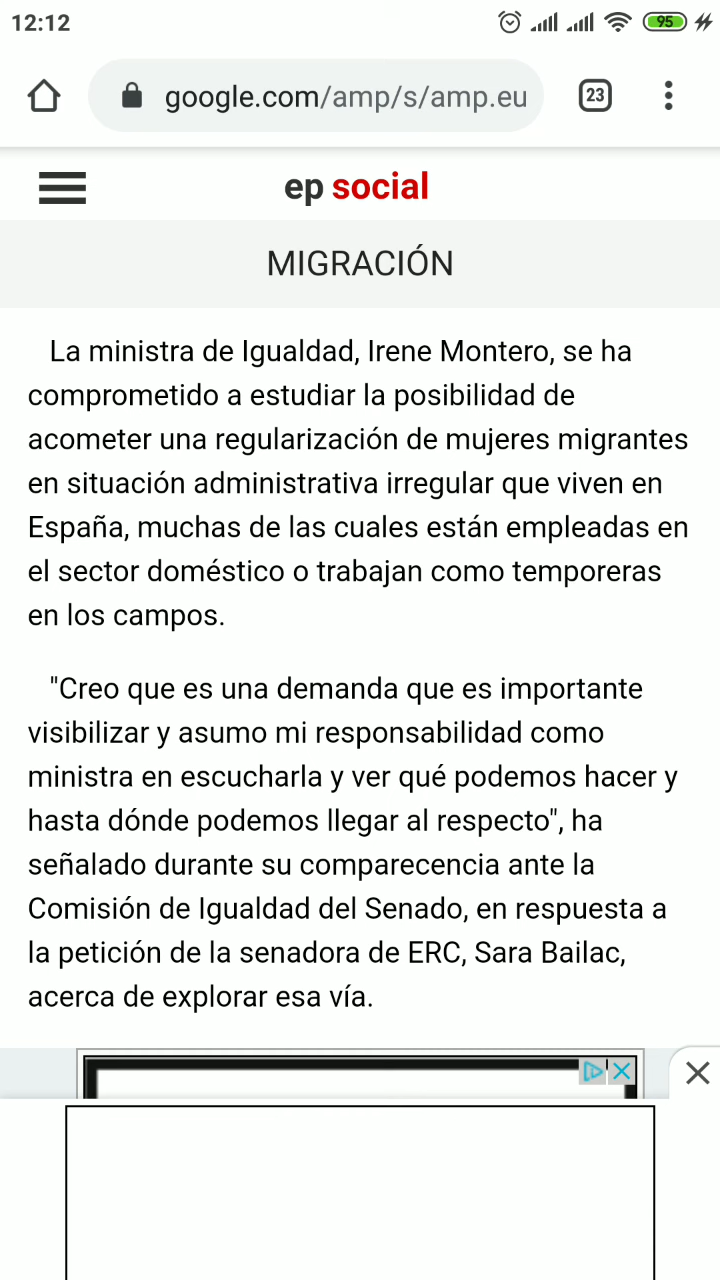 12:12
95
google.com/amp/s/amp.eu
23
ep social
MIGRACIÓN
La ministra de Igualdad, Irene Montero, se ha
comprometido a estudiar la posibilidad de
acometer una regularización de mujeres migrantes
en situación administrativa irregular que viven en
España, muchas de las cuales están empleadas en
el sector doméstico o trabajan como temporeras
en los campos.
"Creo que es una demanda que es importante
visibilizar y asumo mi responsabilidad como
ministra en escucharla y ver qué podemos hacer y
hasta dónde podemos llegar al respecto", ha
señalado durante su comparecencia ante la
Comisión de Igualdad del Senado, en respuesta a
la petición de la senadora de ERC, Sara Bailac,
acerca de explorar esa vía.